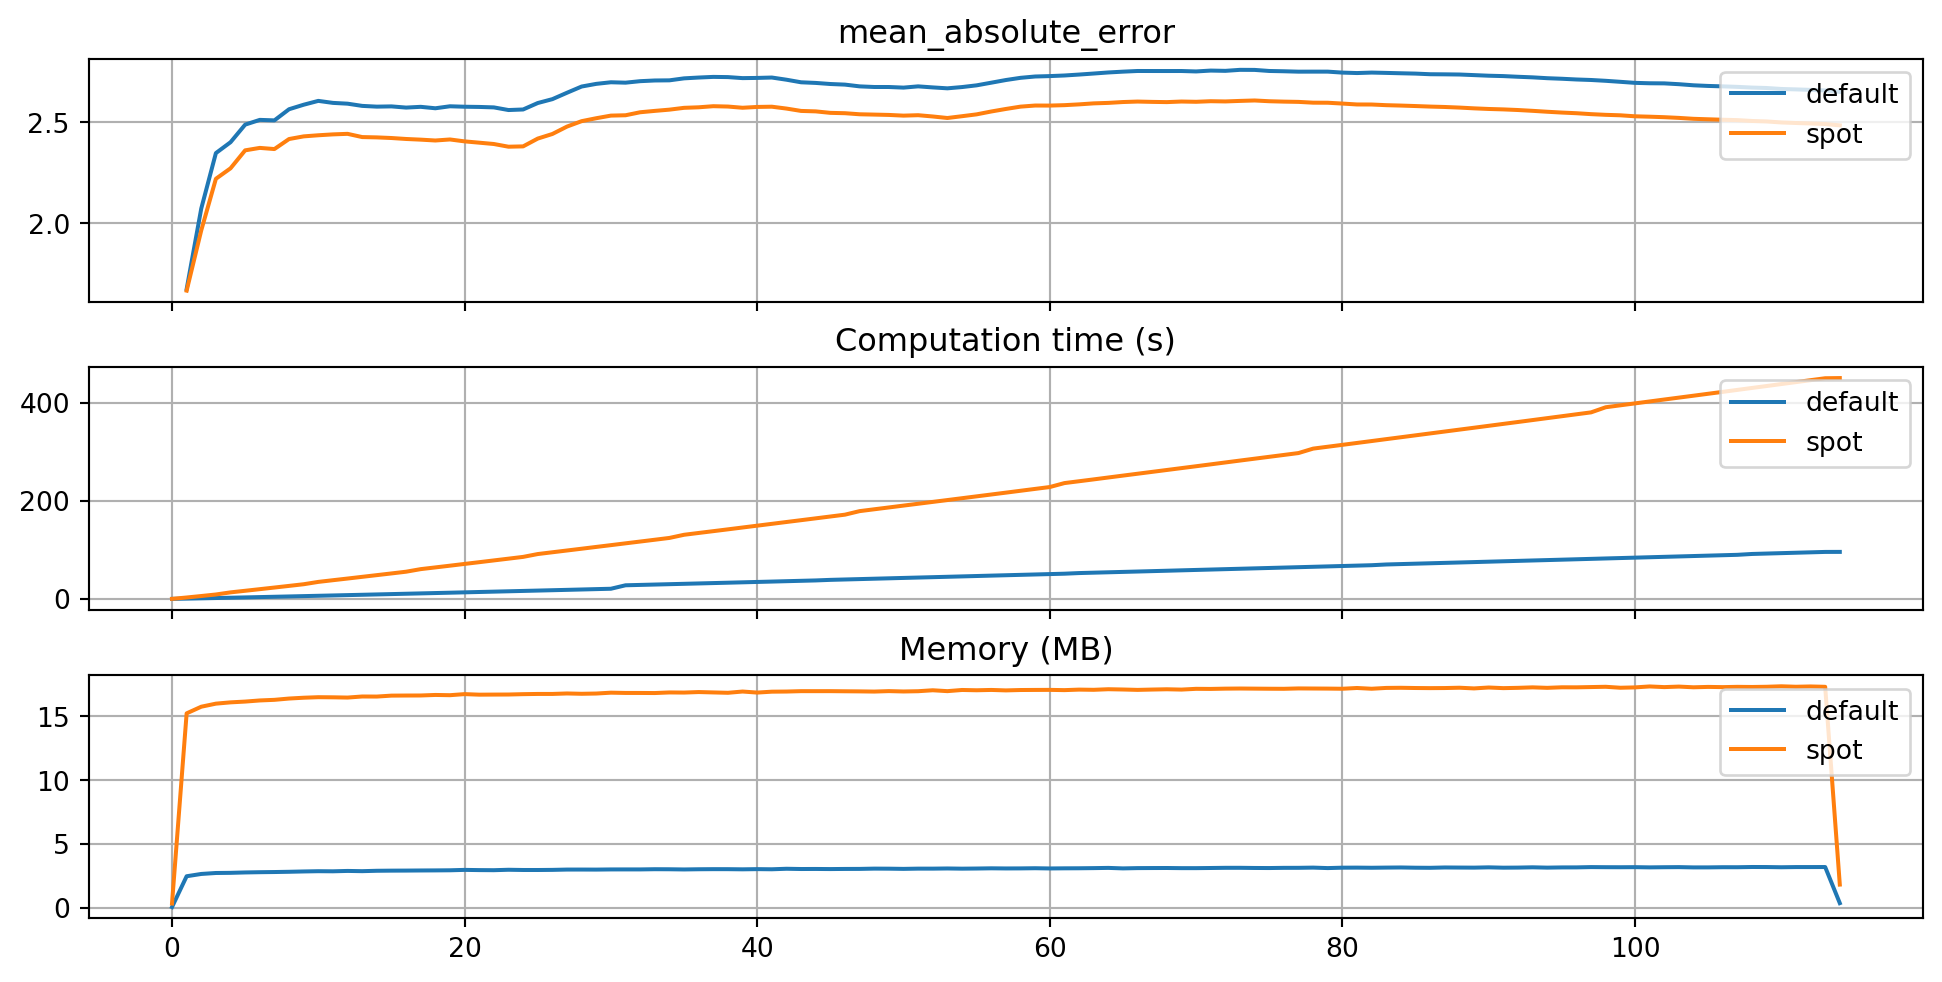 mean_absolute_error
2.5
2.0
default
spot
Computation time (s)
400
200
0
default
spot
Memory (MB)
15
10
5
0
default
spot
0 20 40 60 80 100